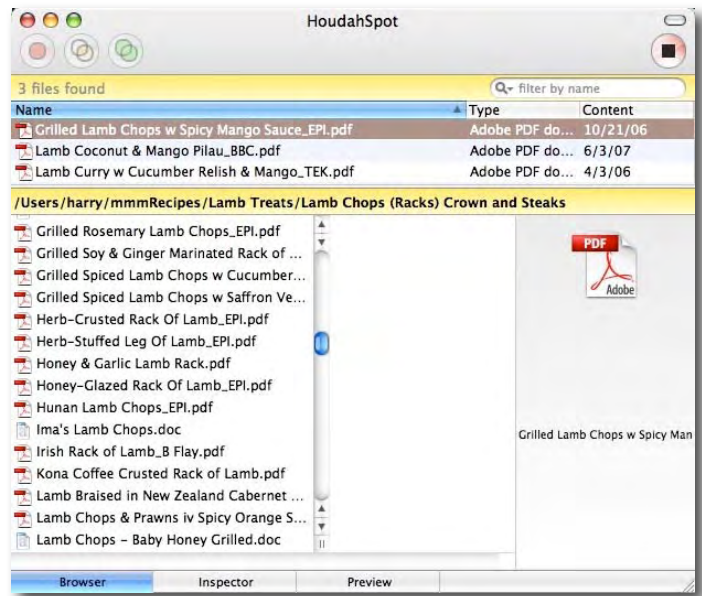 HoudahSpot
3 files found
filter by name
Name Type Content
Grilled Lamb Chops w Spicy Mango Sauce_EPI.pdf Adobe PDF do... 10/21/06
Lamb Coconut & Mango Pilau_BBC.pdf Adobe PDF do... 6/3/07
Lamb Curry w Cucumber Relish & Mango_TEK.pdf Adobe PDF do... 4/3/06
/Users/harry/mmmRecipes/Lamb Treats/Lamb Chops (Racks) Crown and Steaks
Grilled Rosemary Lamb Chops_EPI.pdf
Grilled Soy & Ginger Marinated Rack of ...
Grilled Spiced Lamb Chops w Cucumber...
Grilled Spiced Lamb Chops w Saffron Ve...
Herb-Crusted Rack Of Lamb_EPI.pdf
Herb-Stuffed Leg Of Lamb_EPI.pdf
Honey & Garlic Lamb Rack.pdf
Honey-Glazed Rack Of Lamb_EPI.pdf
Hunan Lamb Chops_EPI.pdf
Ima's Lamb Chops.doc
Irish Rack of Lamb_B Flay.pdf
Kona Coffee Crusted Rack of Lamb.pdf
Lamb Braised in New Zealand Cabernet ...
Lamb Chops & Prawns iv Spicy Orange S...
Lamb Chops - Baby Honey Grilled.doc
PDF
Adobe
Grilled Lamb Chops w Spicy Man
Browser Inspector Preview